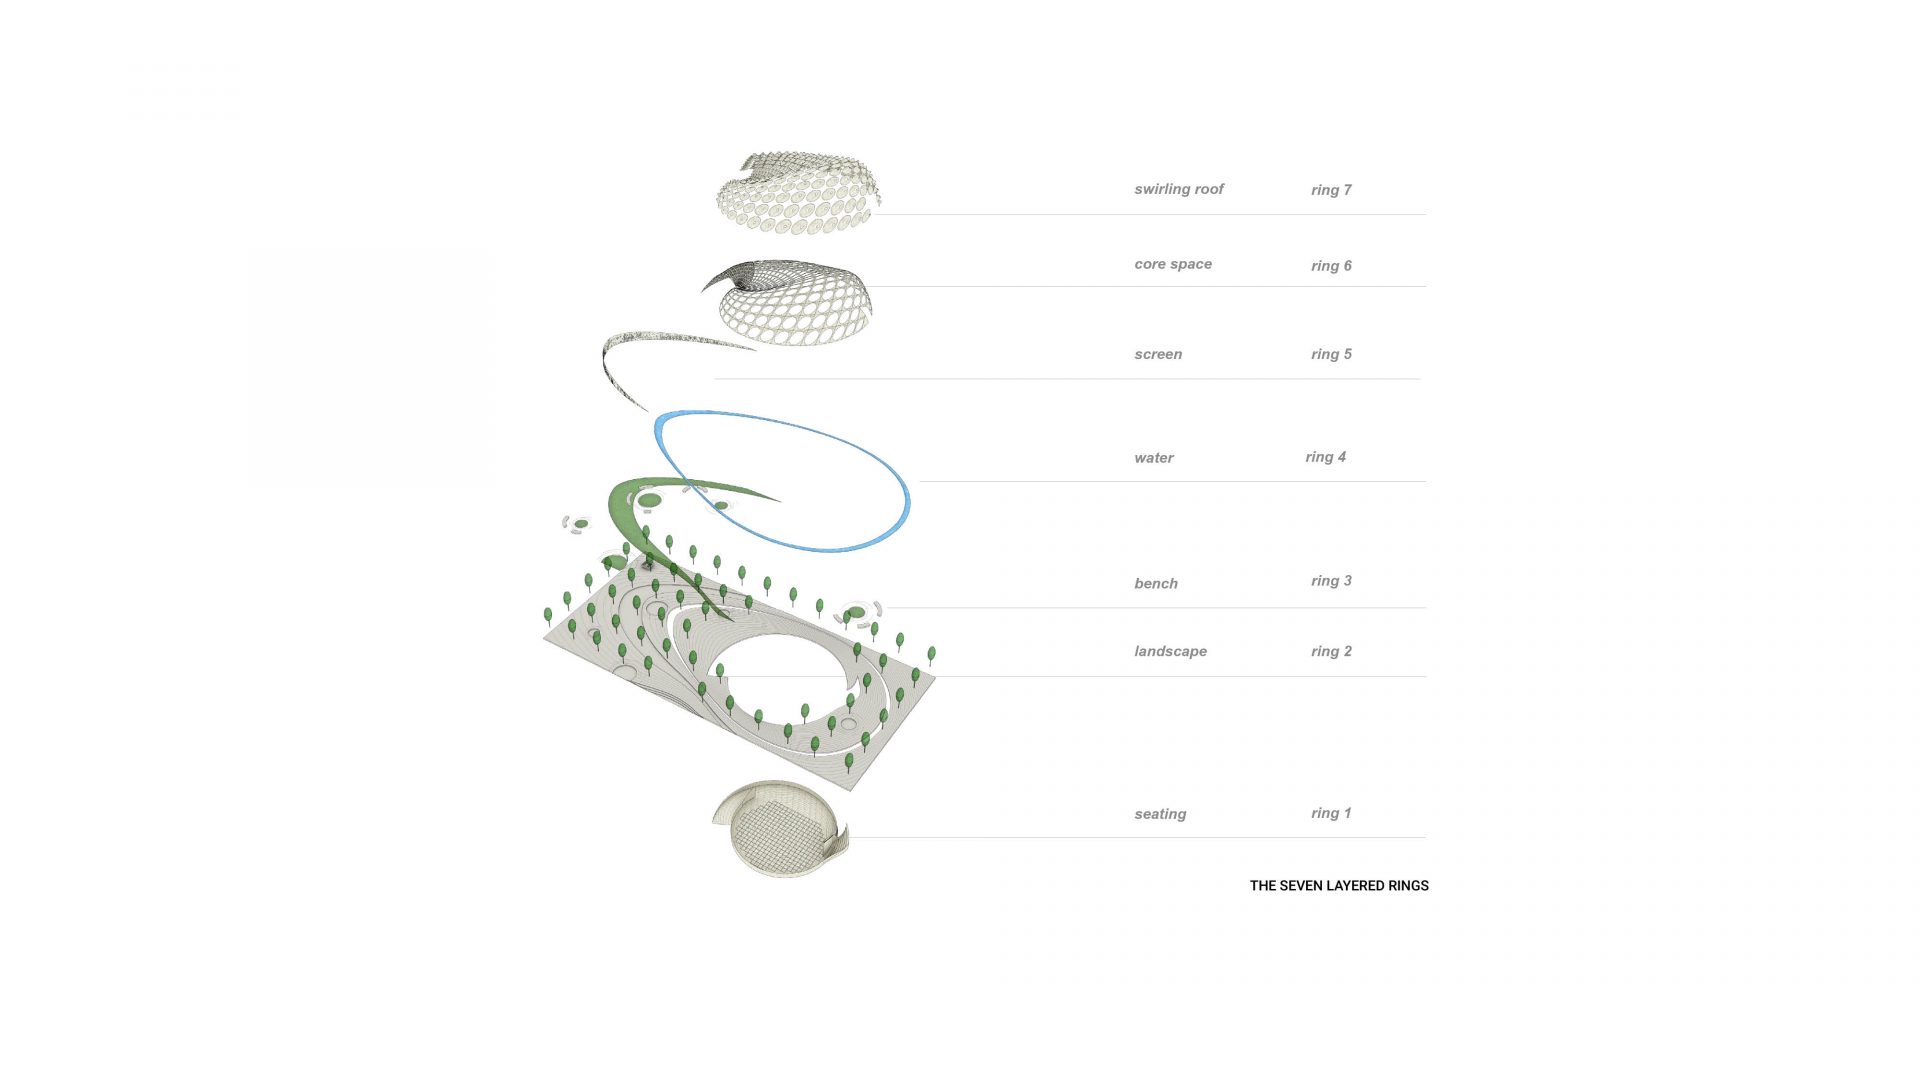 swirling roof ring 7
core space ring 6
screen ring 5
water ring 4
bench ring 3
landscape ring 2
seating ring 1
THE SEVEN LAYERED RINGS